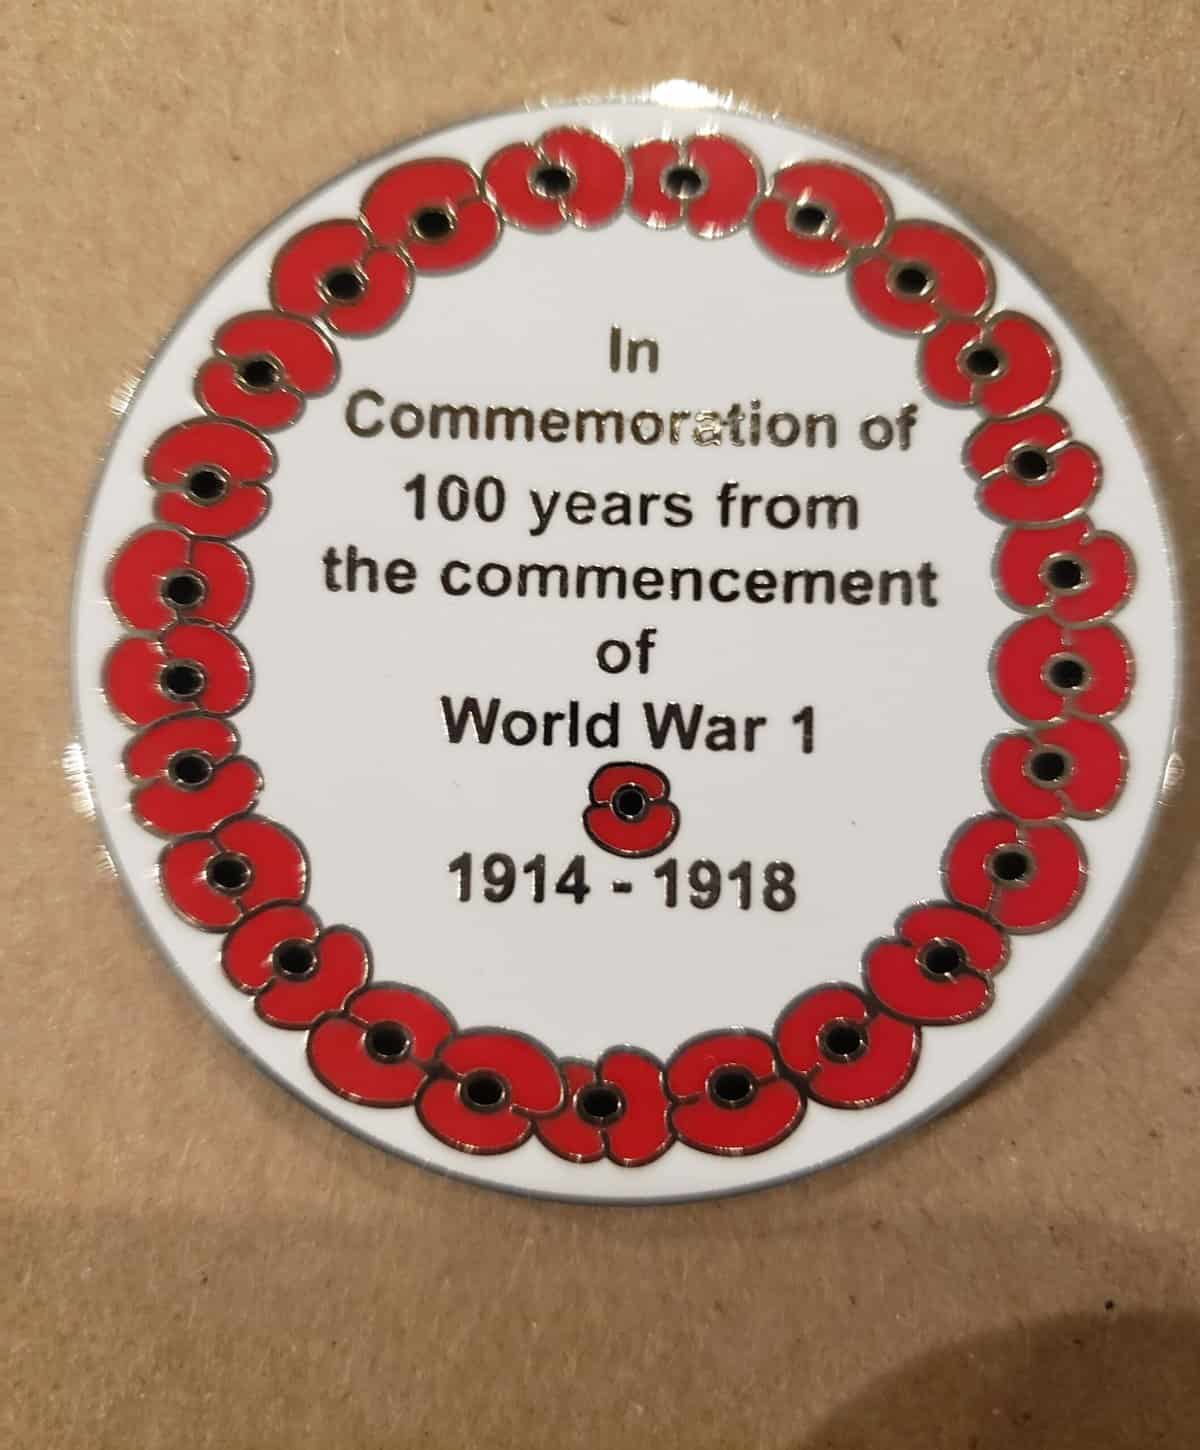 In
Commemoration of
100 years from
the commencement
of
World War 1
1914 - 1918